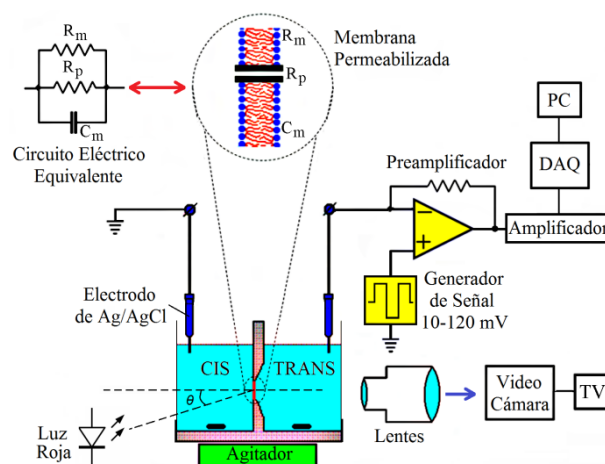 Rm
Rp
Cm
Circuito Eléctrico
Equivalente
Rm
Rp
Cm
Membrana
Permeabilizada
PC
DAQ
Amplificador
Preamplificador
−
+
Generador
de Señal
10-120 mV
Electrodo
de Ag/AgCl
CIS
TRANS
θ
Luz
Roja
Agitador
Lentes
Video
Cámara
TV